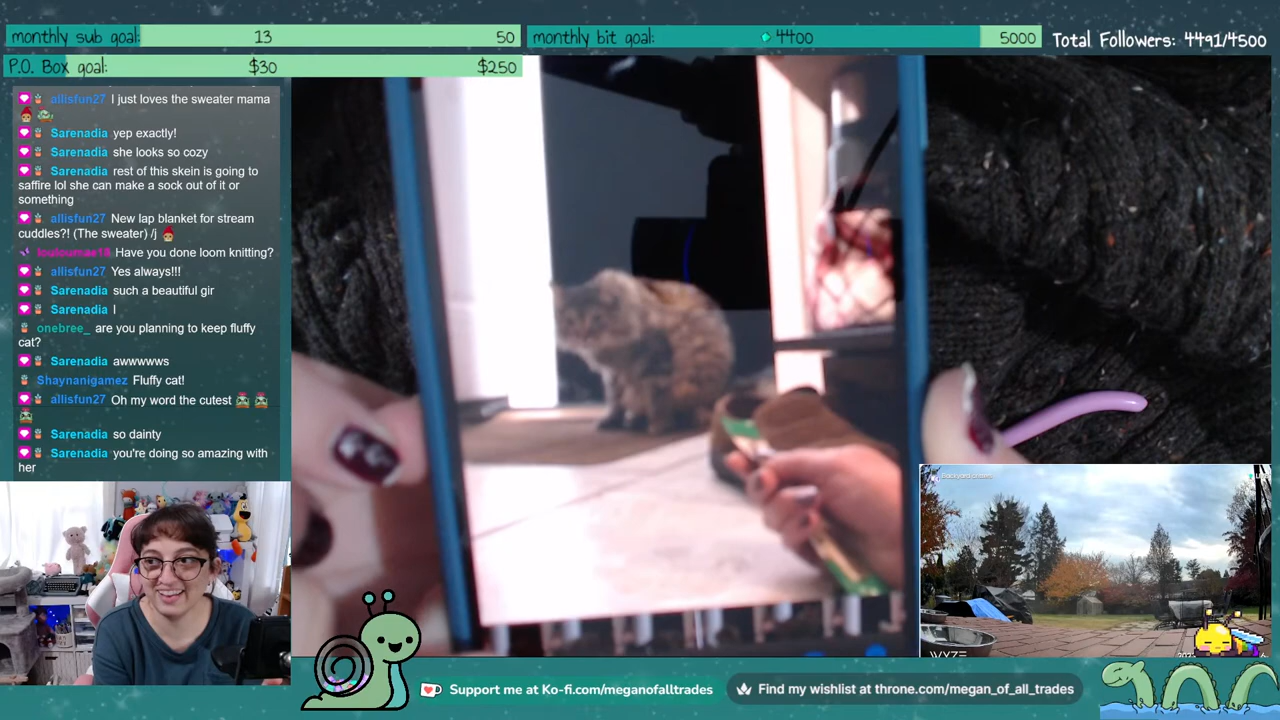 monthly sub goal: 13 50
monthly bit goal: 4400 5000
Total Followers: 4491/4500
P.O. Box goal: $30 $250
allisfun27 I just loves the sweater mama
Sarenadia yep exactly!
Sarenadia she looks so cozy
Sarenadia rest of this skein is going to
saffire lol she can make a sock out of it or
something
allisfun27 New lap blanket for stream
cuddles?! (The sweater) /j
Have you done loom knitting?
allisfun27 Yes always!!!
Sarenadia such a beautiful gir
Sarenadia I
onebree_ are you planning to keep fluffy
cat?
Sarenadia awwwwws
Shaynanigamez Fluffy cat!
allisfun27 Oh my word the cutest
Sarenadia so dainty
Sarenadia you're doing so amazing with
her
WYZE
Support me at Ko-fi.com/meganofalltrades
Find my wishlist at throne.com/megan_of_all_trades